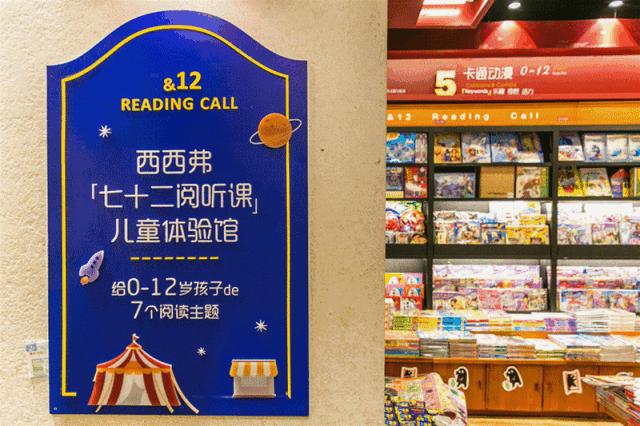 &12
READING CALL
西西弗
「七十二阅听课」
儿童体验馆
给0-12岁孩子de
7个阅读主题
5 卡通动漫 0-12
&12 Reading Call